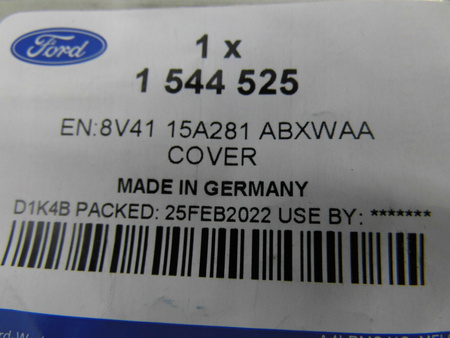 Ford
1 x
1 544 525
EN:8V41 15A281 ABXWAA
COVER
MADE IN GERMANY
D1K4B PACKED: 25FEB2022 USE BY: *******